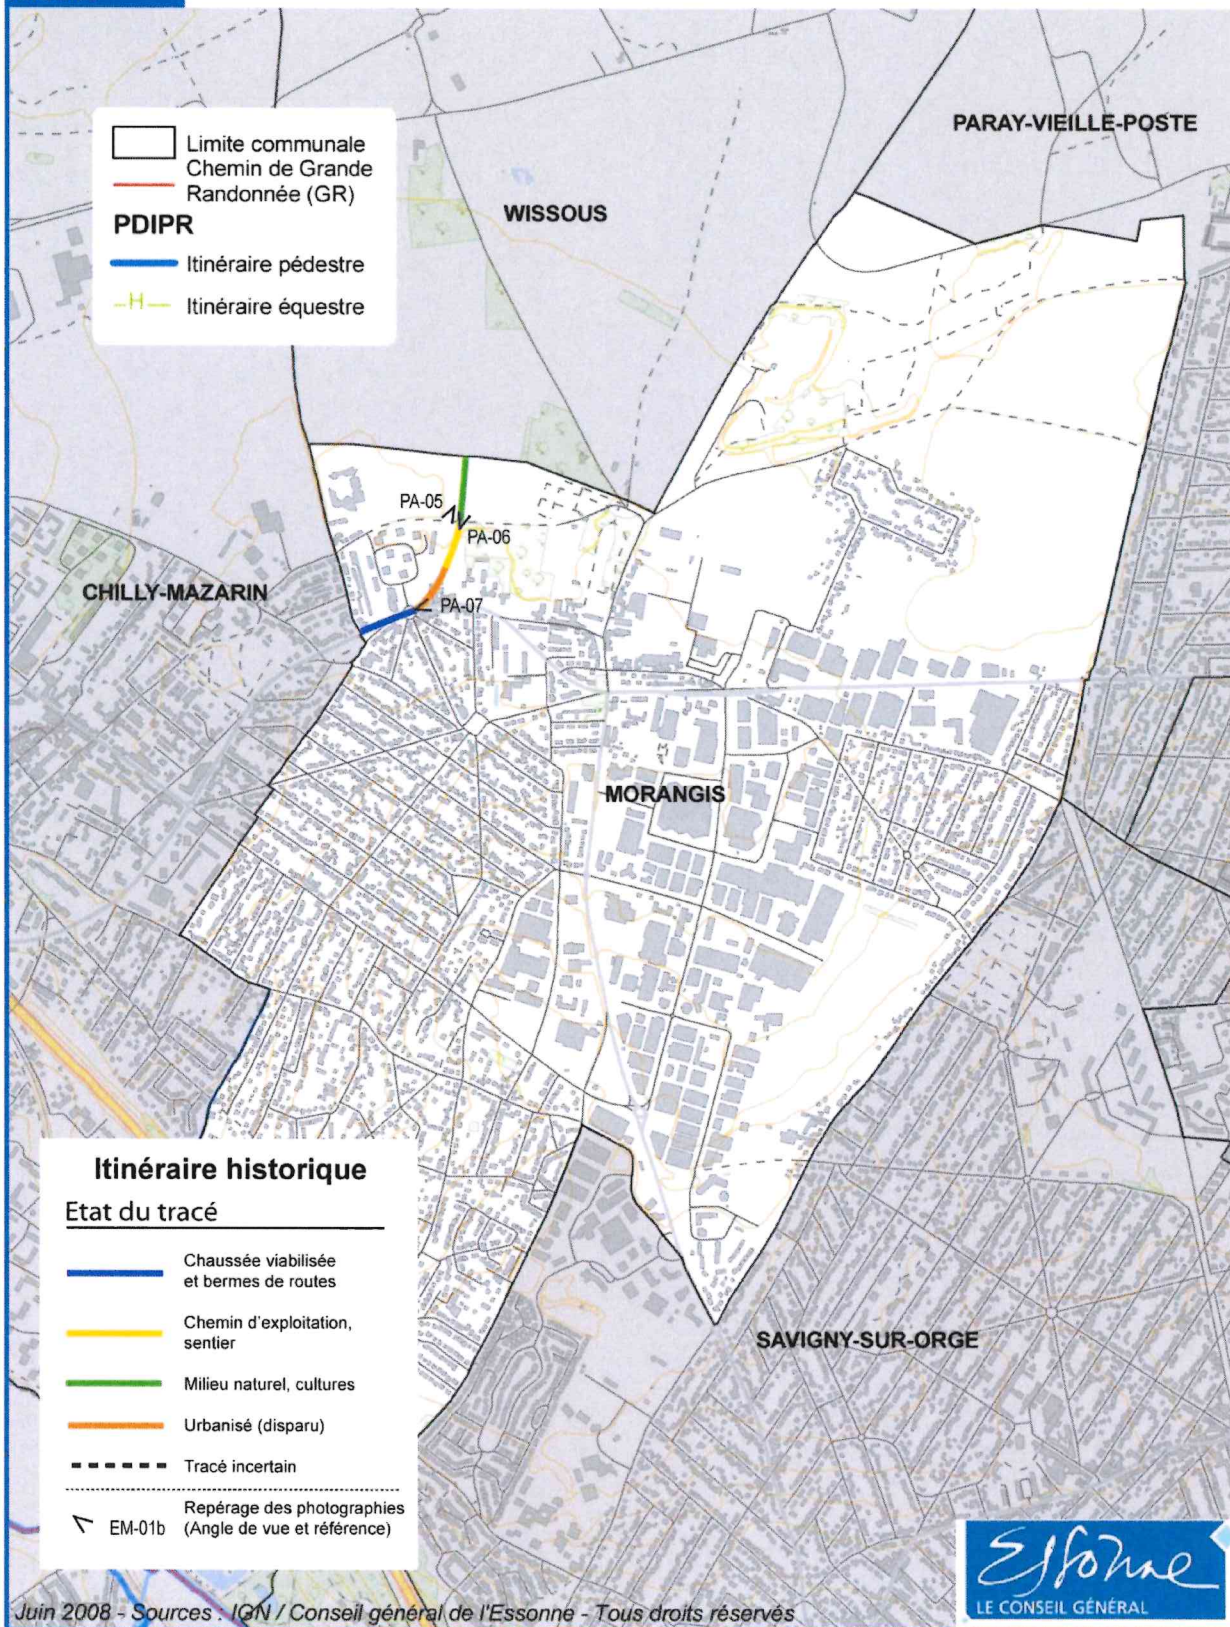 Limite communale
Chemin de Grande
Randonnée (GR)
PDIPR
Itinéraire pédestre
H
Itinéraire équestre
PARAY-VIEILLE-POSTE
WISSOUS
PA-05
PA-06
CHILLY-MAZARIN
PA-07
MORANGIS
SAVIGNY-SUR-ORGE
Itinéraire historique
Etat du tracé
Chaussée viabilisée
et bermes de routes
Chemin d'exploitation,
sentier
Milieu naturel, cultures
Urbanisé (disparu)
Tracé incertain
Repérage des photographies
EM-01b (Angle de vue et référence)
Essonne
LE CONSEIL GÉNÉRAL
Juin 2008 - Sources : IGN / Conseil général de l'Essonne - Tous droits réservés